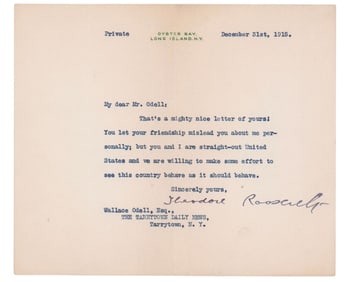 Private
OYSTER BAY
LONG ISLAND, N.Y.
December 31st, 1915.
My dear Mr. Odell:
That's a mighty nice letter of yours!
You let your friendship mislead you about me per-
sonally; but you and I are straight-out United
States and we are willing to make some effort to
see this country behave as it should behave.
Sincerely yours,
Theodore Roosevelt
Wallace Odell, Esq.,
THE TARRYTOWN DAILY NEWS,
Tarrytown, N. Y.